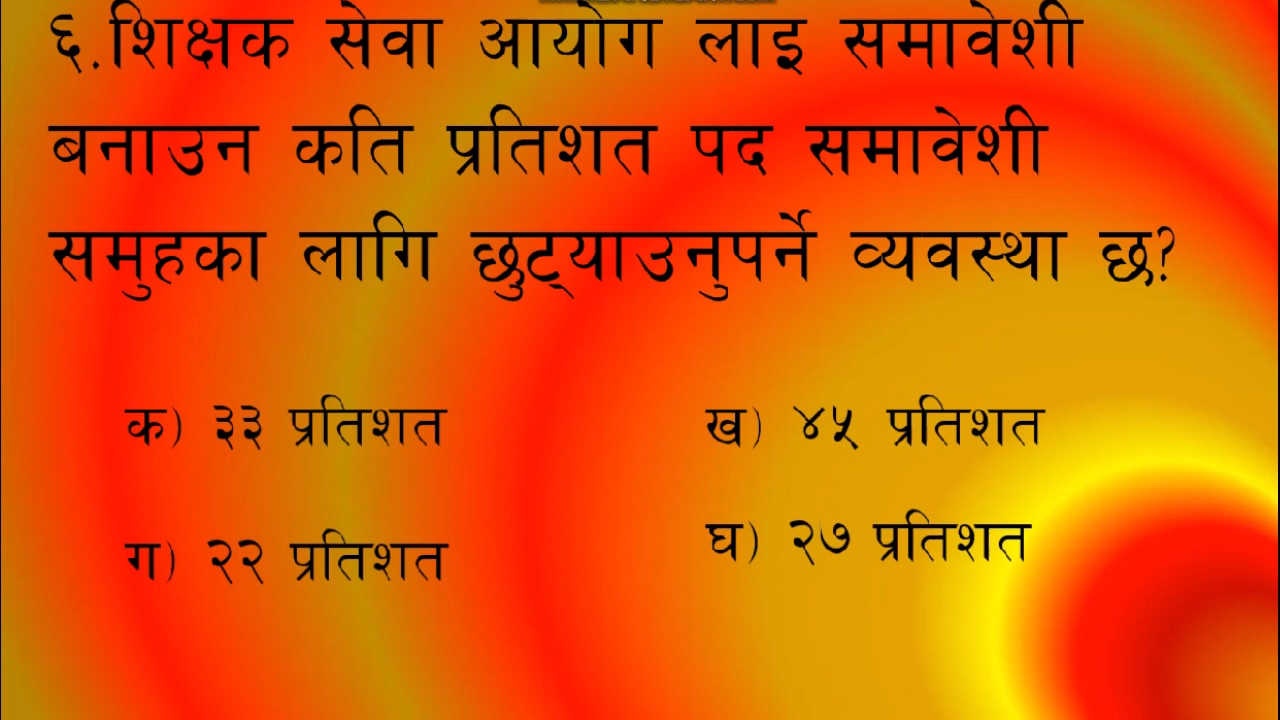 ६.शिक्षक सेवा आयोग लाइ समावेशी
बनाउन कति प्रतिशत पद समावेशी
समुहका लागि छुट्याउनुपर्ने व्यवस्था छ?
क) ३३ प्रतिशत
ख) ४५ प्रतिशत
ग) २२ प्रतिशत
घ) २७ प्रतिशत